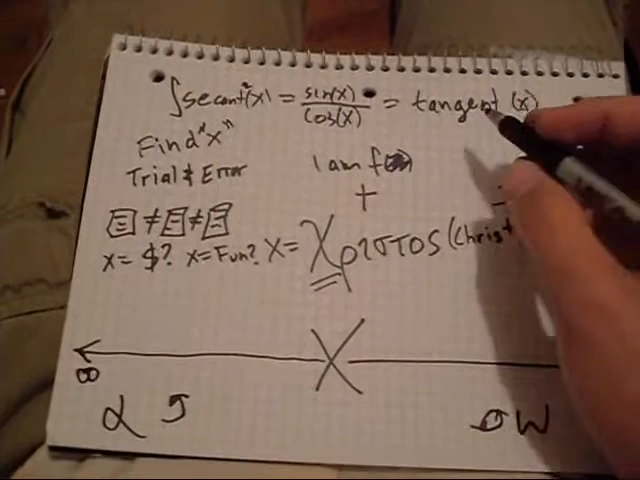 ∫secant²(x) = sin(x)/cos(x) = tangent (x)
Find "x"
I am
Trial & Error
+
≠ ≠
x= $? x=Fun? X= Χριστος (Christ
∞ X
α ω